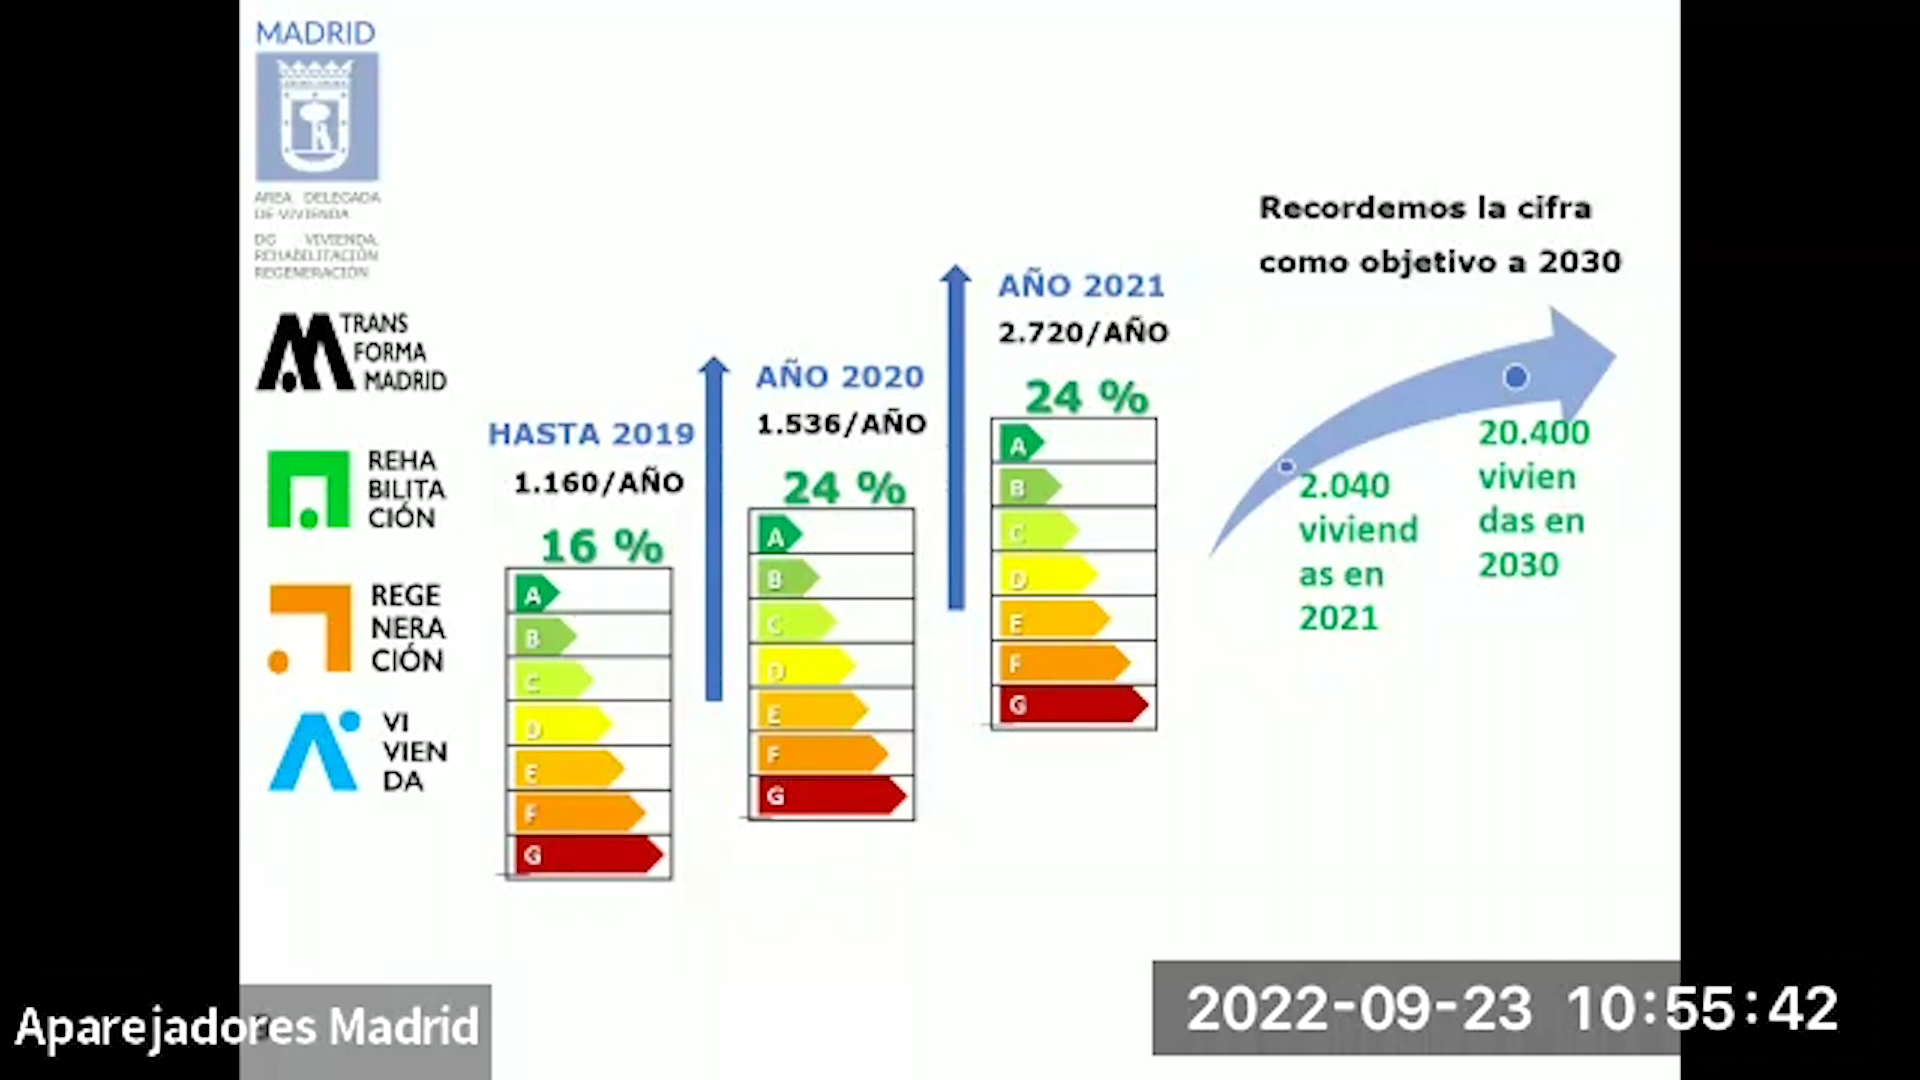 MADRID
AREA DELEGADA
DE VIVIENDA
DG VIVIENDA,
REHABILITACIÓN
REGENERACIÓN
TRANS
FORMA
MADRID
REHA
BILITA
CIÓN
REGE
NERA
CIÓN
VI
VIEN
DA
HASTA 2019
1.160/AÑO
16 %
A
B
C
D
E
F
G
AÑO 2020
1.536/AÑO
24 %
A
B
C
D
E
F
G
AÑO 2021
2.720/AÑO
24 %
A
B
C
D
E
F
G
Recordemos la cifra
como objetivo a 2030
2.040
viviend
as en
2021
20.400
vivien
das en
2030
Aparejadores Madrid
2022-09-23 10:55:42